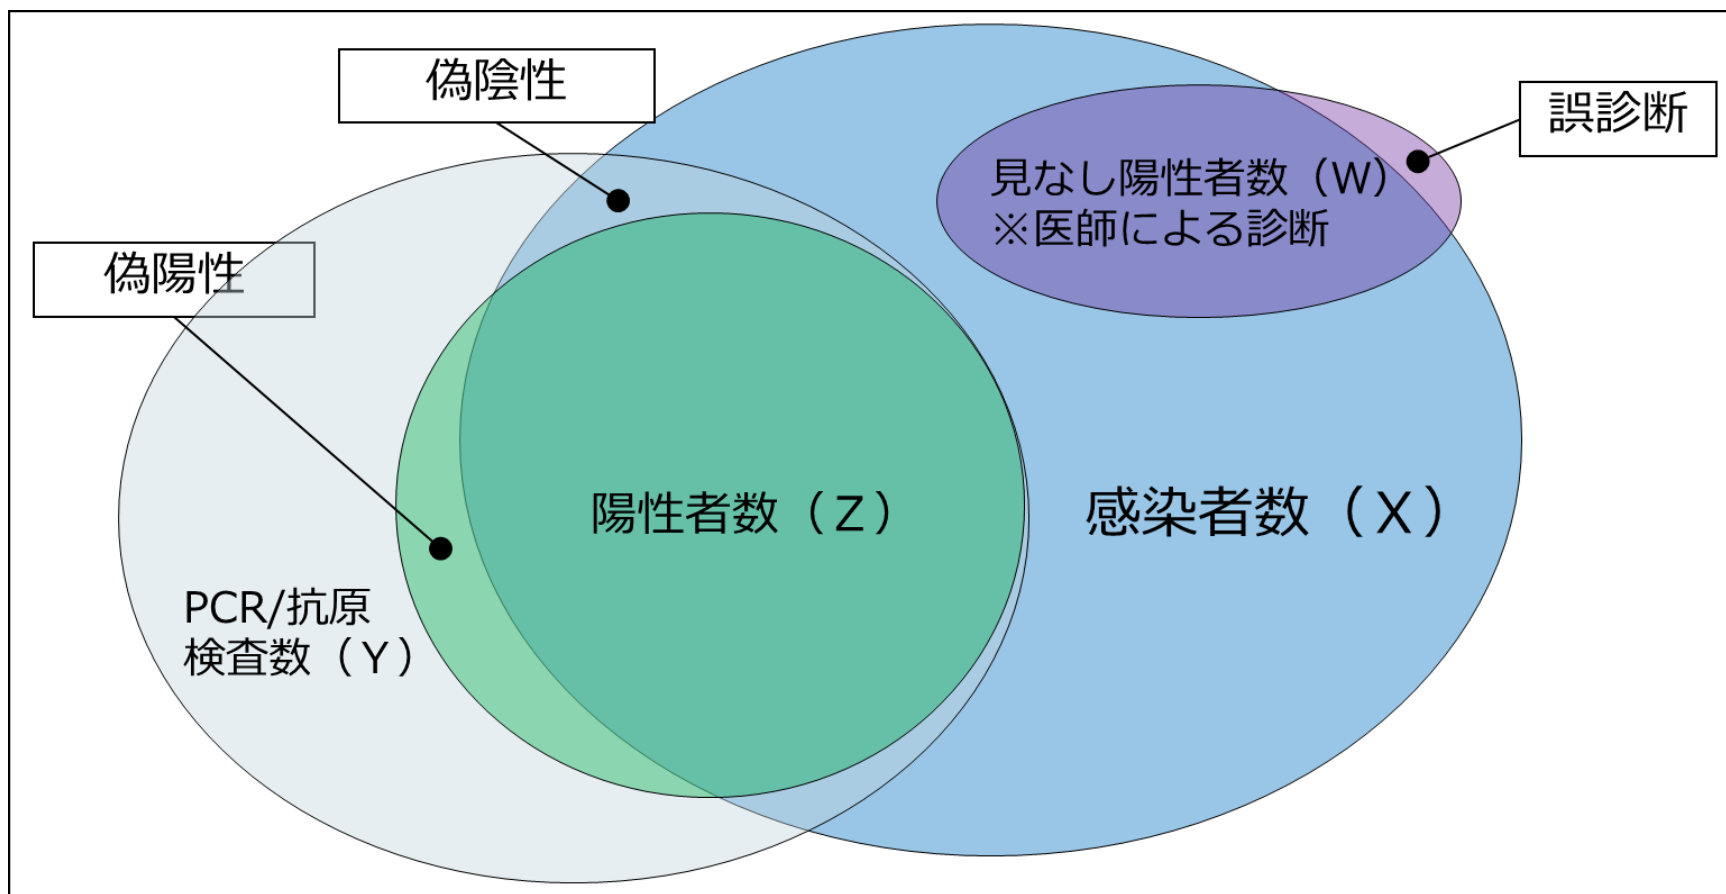 偽陰性
誤診断
見なし陽性者数（W）
※医師による診断
偽陽性
陽性者数（Z）
感染者数（X）
PCR/抗原
検査数（Y）